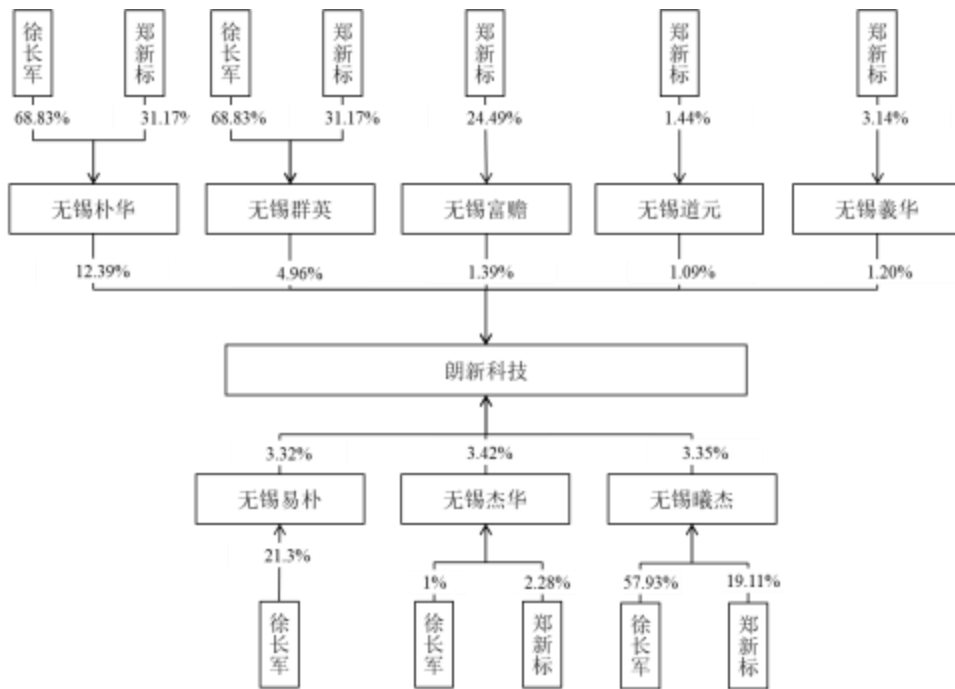 徐长军
郑新标
徐长军
郑新标
郑新标
郑新标
郑新标
68.83%
31.17%
68.83%
31.17%
24.49%
1.44%
3.14%
无锡朴华
无锡群英
无锡富赡
无锡道元
无锡羲华
12.39%
4.96%
1.39%
1.09%
1.20%
朗新科技
3.32%
3.42%
3.35%
无锡易朴
无锡杰华
无锡曦杰
21.3%
1%
2.28%
57.93%
19.11%
徐长军
徐长军
郑新标
徐长军
郑新标